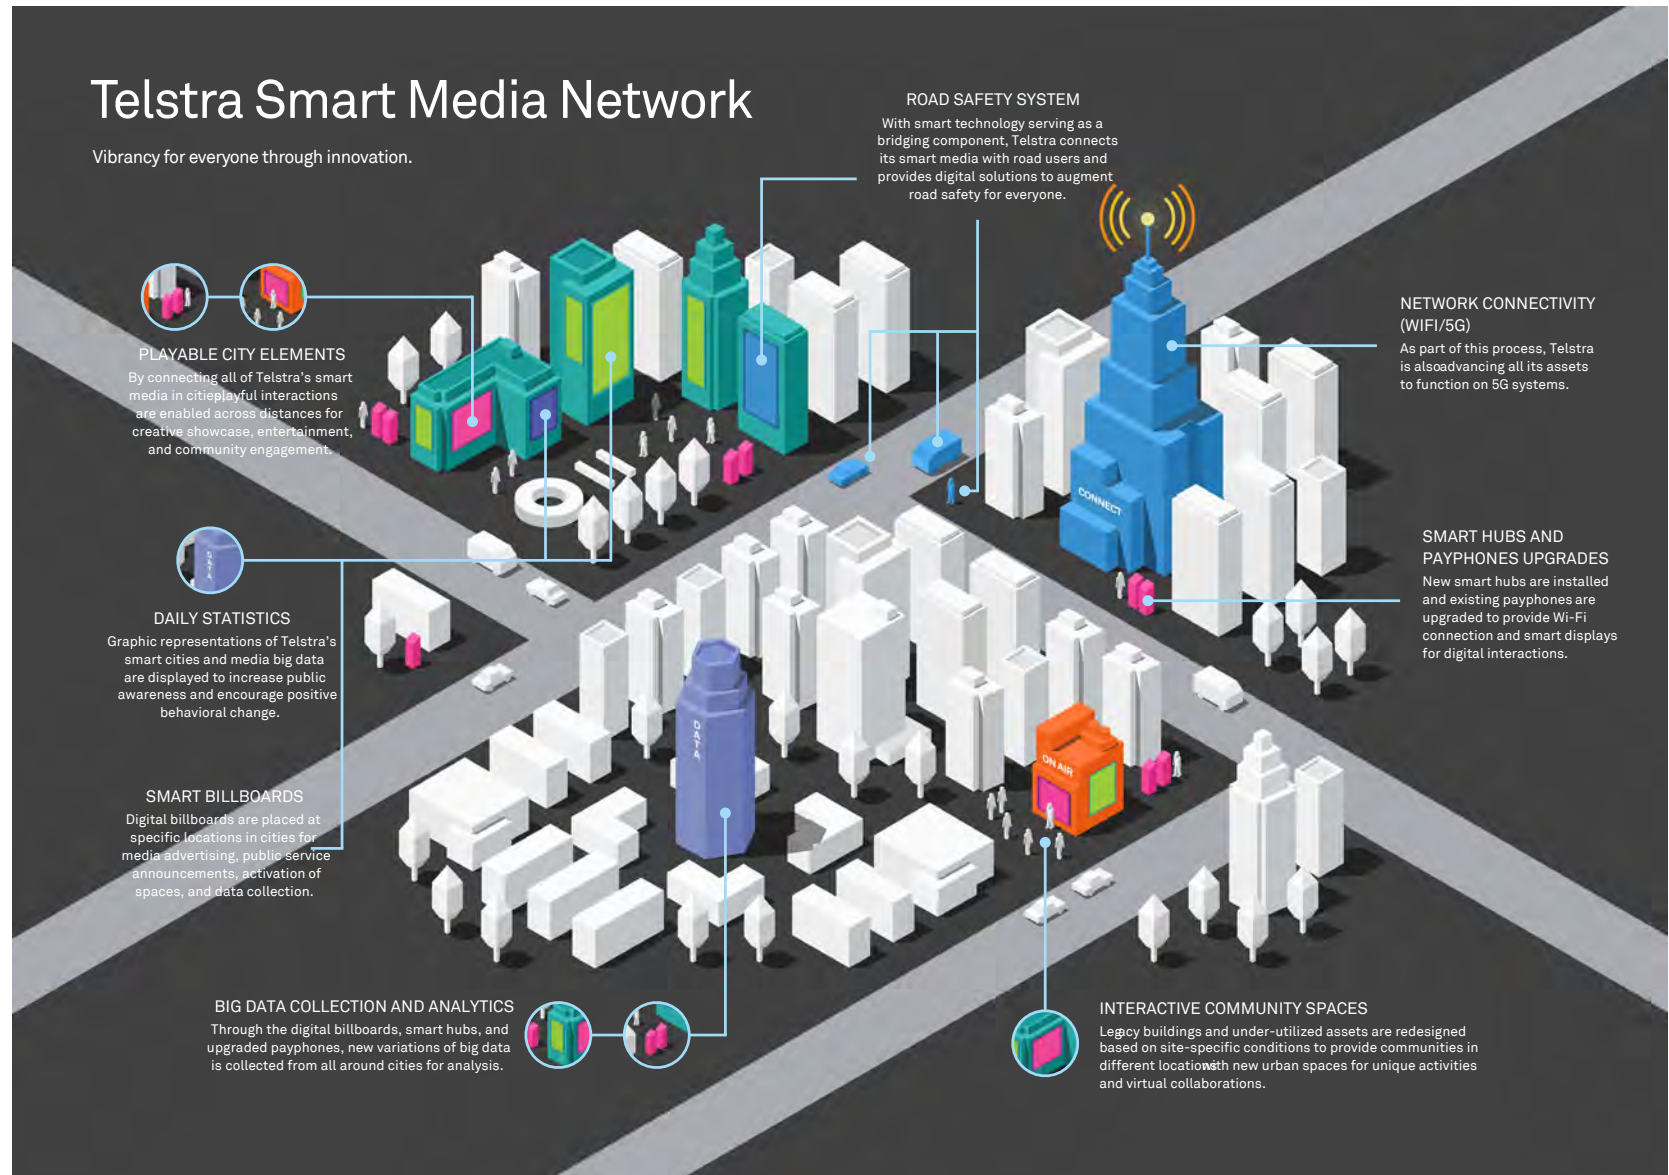 Telstra Smart Media Network
Vibrancy for everyone through innovation.
ROAD SAFETY SYSTEM
With smart technology serving as a
bridging component, Telstra connects
its smart media with road users and
provides digital solutions to augment
road safety for everyone.
NETWORK CONNECTIVITY
(WIFI/5G)
As part of this process, Telstra
is alsoadvancing all its assets
to function on 5G systems.
PLAYABLE CITY ELEMENTS
By connecting all of Telstra's smart
media in citieplayful interactions
are enabled across distances for
creative showcase, entertainment,
and community engagement.
CONNECT
SMART HUBS AND
PAYPHONES UPGRADES
New smart hubs are installed
and existing payphones are
upgraded to provide Wi-Fi
connection and smart displays
for digital interactions.
DATA
DAILY STATISTICS
Graphic representations of Telstra's
smart cities and media big data
are displayed to increase public
awareness and encourage positive
behavioral change.
DATA
ON AIR
SMART BILLBOARDS
Digital billboards are placed at
specific locations in cities for
media advertising, public service
announcements, activation of
spaces, and data collection.
BIG DATA COLLECTION AND ANALYTICS
Through the digital billboards, smart hubs, and
upgraded payphones, new variations of big data
is collected from all around cities for analysis.
INTERACTIVE COMMUNITY SPACES
Legacy buildings and under-utilized assets are redesigned
based on site-specific conditions to provide communities in
different locationswith new urban spaces for unique activities
and virtual collaborations.